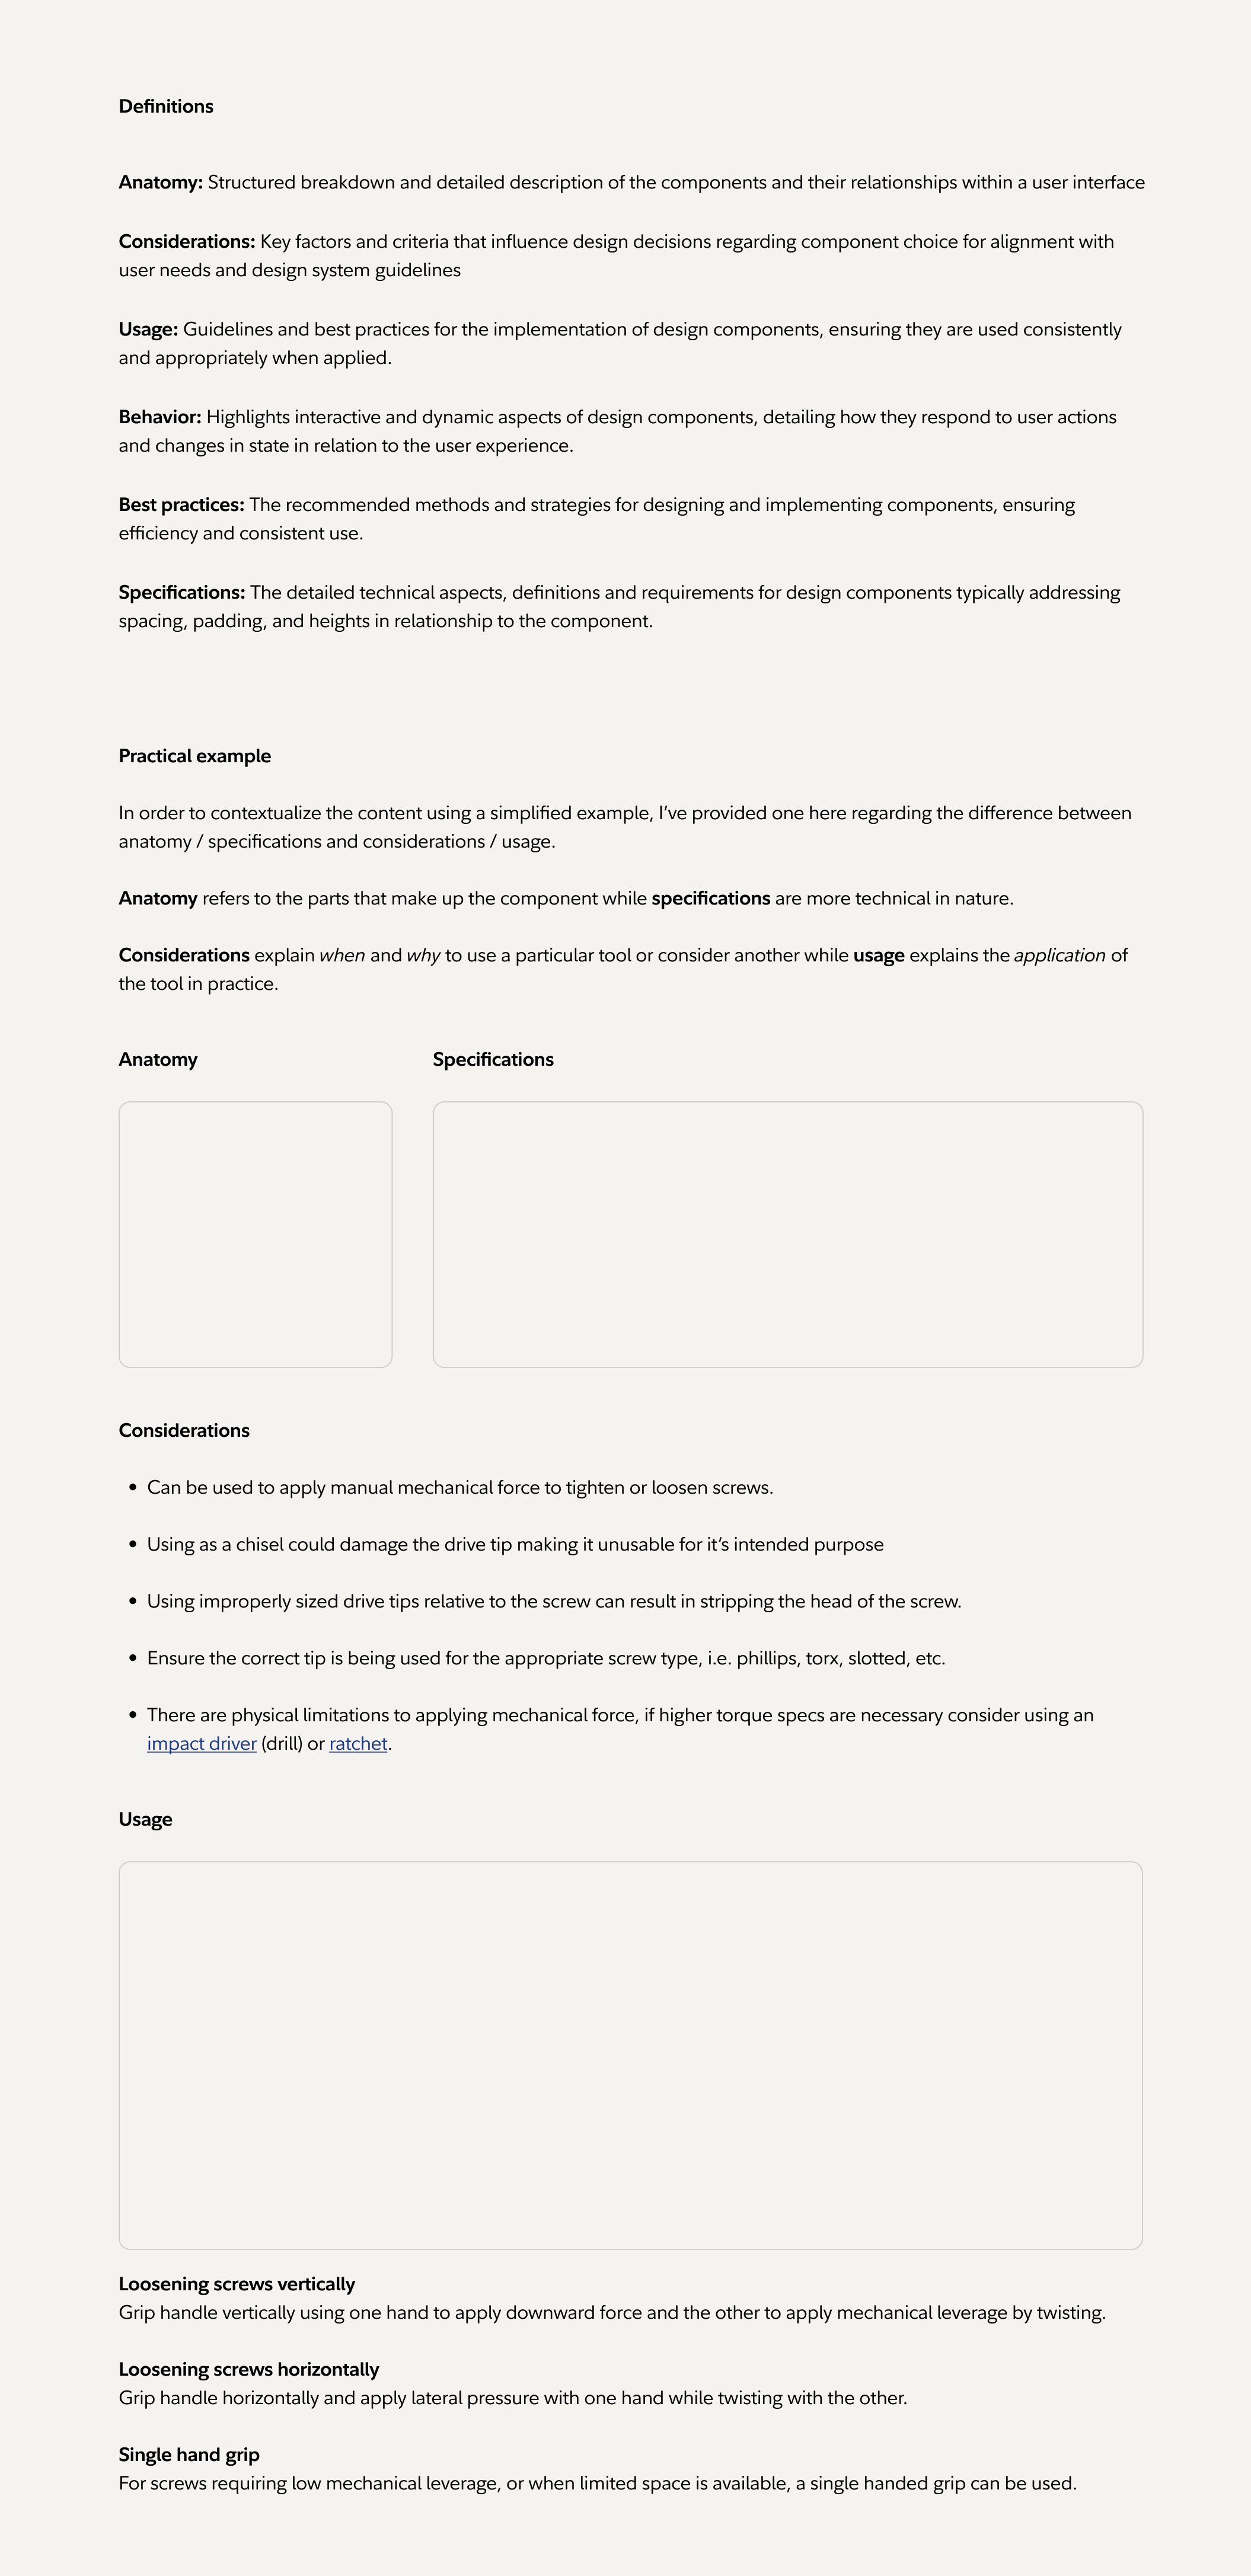 Definitions
Anatomy: Structured breakdown and detailed description of the components and their relationships within a user interface
Considerations: Key factors and criteria that influence design decisions regarding component choice for alignment with
user needs and design system guidelines
Usage: Guidelines and best practices for the implementation of design components, ensuring they are used consistently
and appropriately when applied.
Behavior: Highlights interactive and dynamic aspects of design components, detailing how they respond to user actions
and changes in state in relation to the user experience.
Best practices: The recommended methods and strategies for designing and implementing components, ensuring
efficiency and consistent use.
Specifications: The detailed technical aspects, definitions and requirements for design components typically addressing
spacing, padding, and heights in relationship to the component.
Practical example
In order to contextualize the content using a simplified example, I’ve provided one here regarding the difference between
anatomy / specifications and considerations / usage.
Anatomy refers to the parts that make up the component while specifications are more technical in nature.
Considerations explain when and why to use a particular tool or consider another while usage explains the application of
the tool in practice.
Anatomy
Specifications
Considerations
• Can be used to apply manual mechanical force to tighten or loosen screws.
• Using as a chisel could damage the drive tip making it unusable for it’s intended purpose
• Using improperly sized drive tips relative to the screw can result in stripping the head of the screw.
• Ensure the correct tip is being used for the appropriate screw type, i.e. phillips, torx, slotted, etc.
• There are physical limitations to applying mechanical force, if higher torque specs are necessary consider using an
impact driver (drill) or ratchet.
Usage
Loosening screws vertically
Grip handle vertically using one hand to apply downward force and the other to apply mechanical leverage by twisting.
Loosening screws horizontally
Grip handle horizontally and apply lateral pressure with one hand while twisting with the other.
Single hand grip
For screws requiring low mechanical leverage, or when limited space is available, a single handed grip can be used.